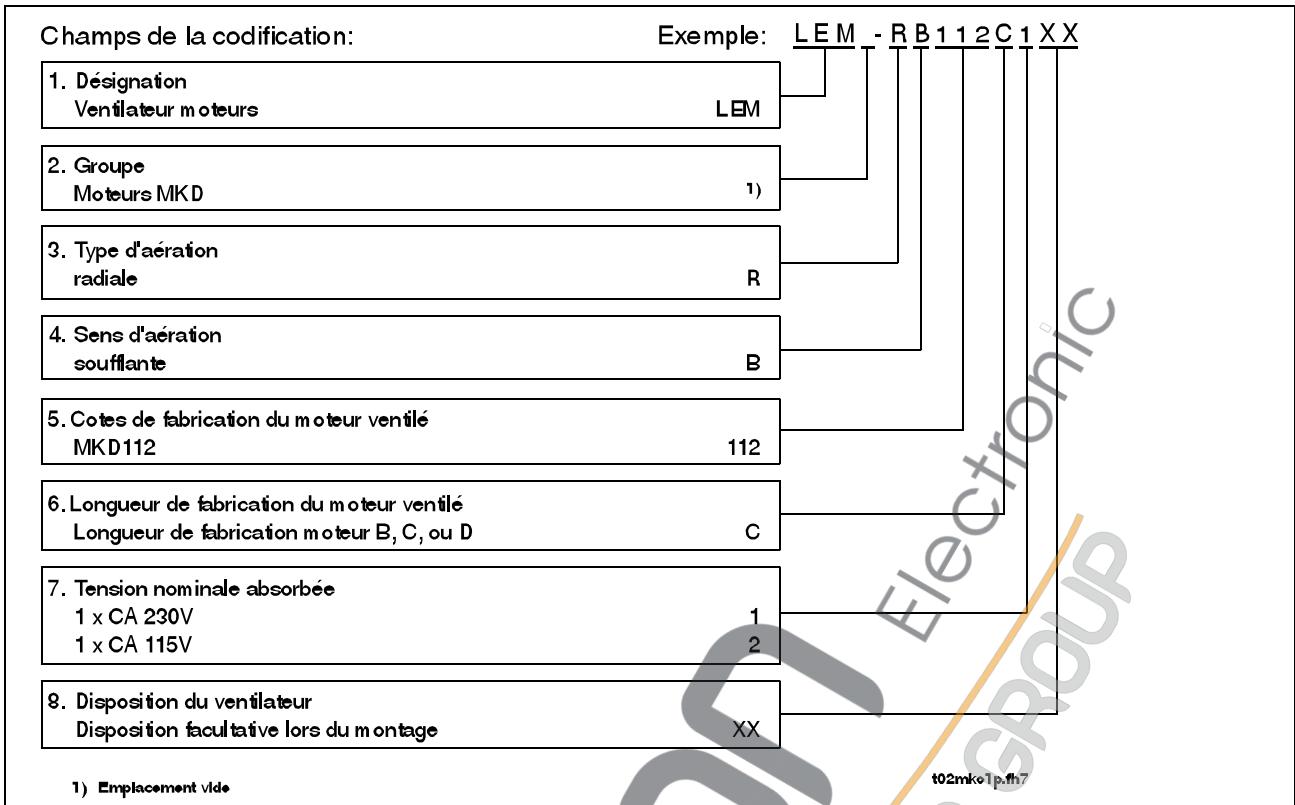 Champs de la codification: Exemple: LEM_-RB112C1XX
1. Désignation
Ventilateur moteurs LEM
2. Groupe
Moteurs MKD 1)
3. Type d'aération
radiale R
4. Sens d'aération
soufflante B
5. Cotes de fabrication du moteur ventilé
MKD112 112
6. Longueur de fabrication du moteur ventilé
Longueur de fabrication moteur B, C, ou D C
7. Tension nominale absorbée
1 x CA 230V 1
1 x CA 115V 2
8. Disposition du ventilateur
Disposition facultative lors du montage XX
1) Emplacement vide
t02mke1p.fh7
Electronic
GROUP